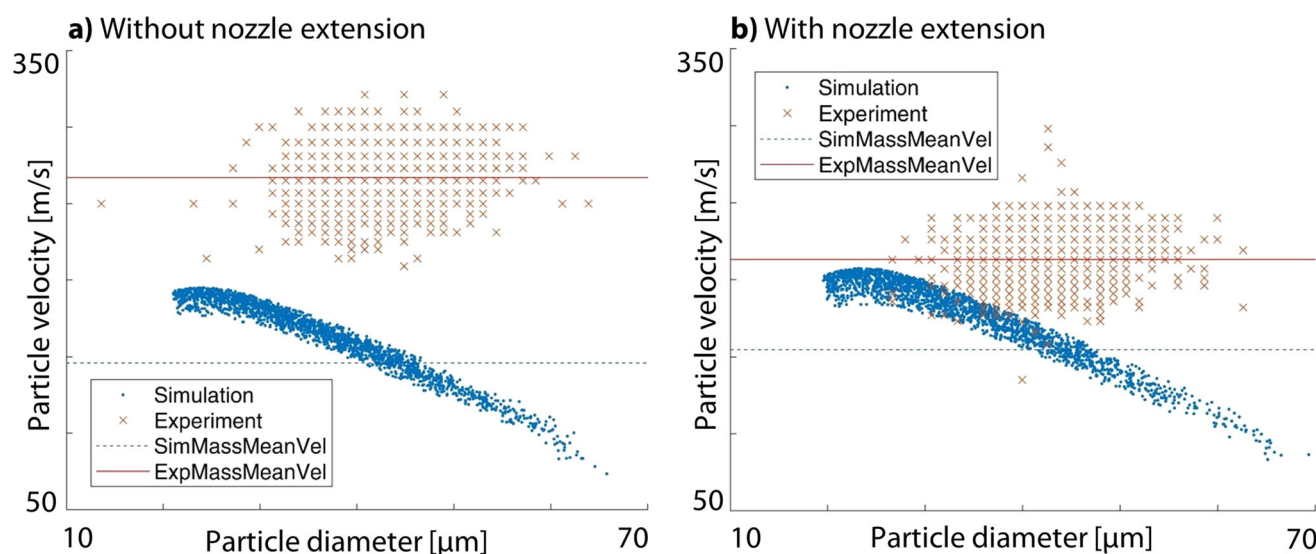 a) Without nozzle extension
350
Particle velocity [m/s]
Simulation
Experiment
SimMassMeanVel
ExpMassMeanVel
50
10
Particle diameter [µm]
70
b) With nozzle extension
350
Particle velocity [m/s]
Simulation
Experiment
SimMassMeanVel
ExpMassMeanVel
50
10
Particle diameter [µm]
70